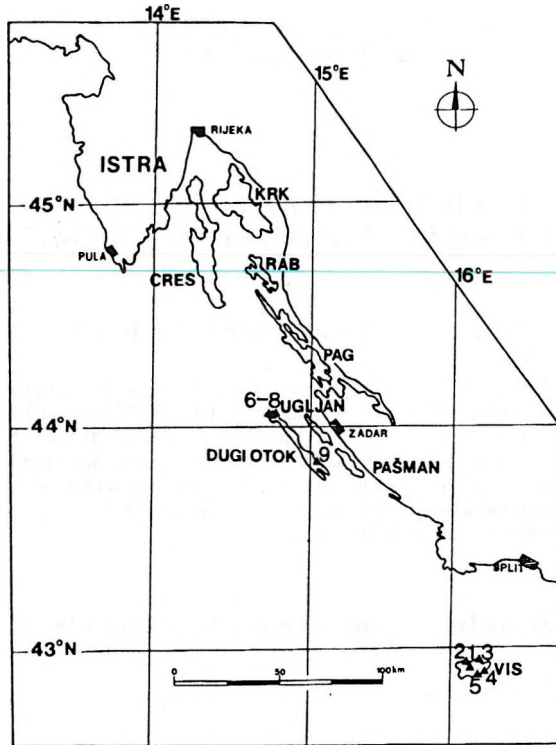 14°E
15°E
N
RIJEKA
ISTRA
KRK
45°N
PULA
RAB
CRES
16°E
PAG
6-8
UGLJAN
44°N
ZADAR
9
DUGI OTOK
PAŠMAN
SPLIT
43°N
2 1 3
VIS
4
5
0 50 100km